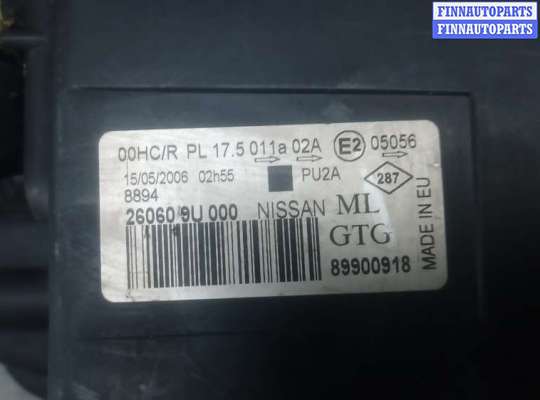 FINNAUTOPARTS
FINNAUTOPARTS
00HC/R PL 17.5 011a 02A E2 05056
15/05/2006 02h55 PU2A 287
8894
26060 9U 000 NISSAN ML
GTG
89900918
MADE IN EU